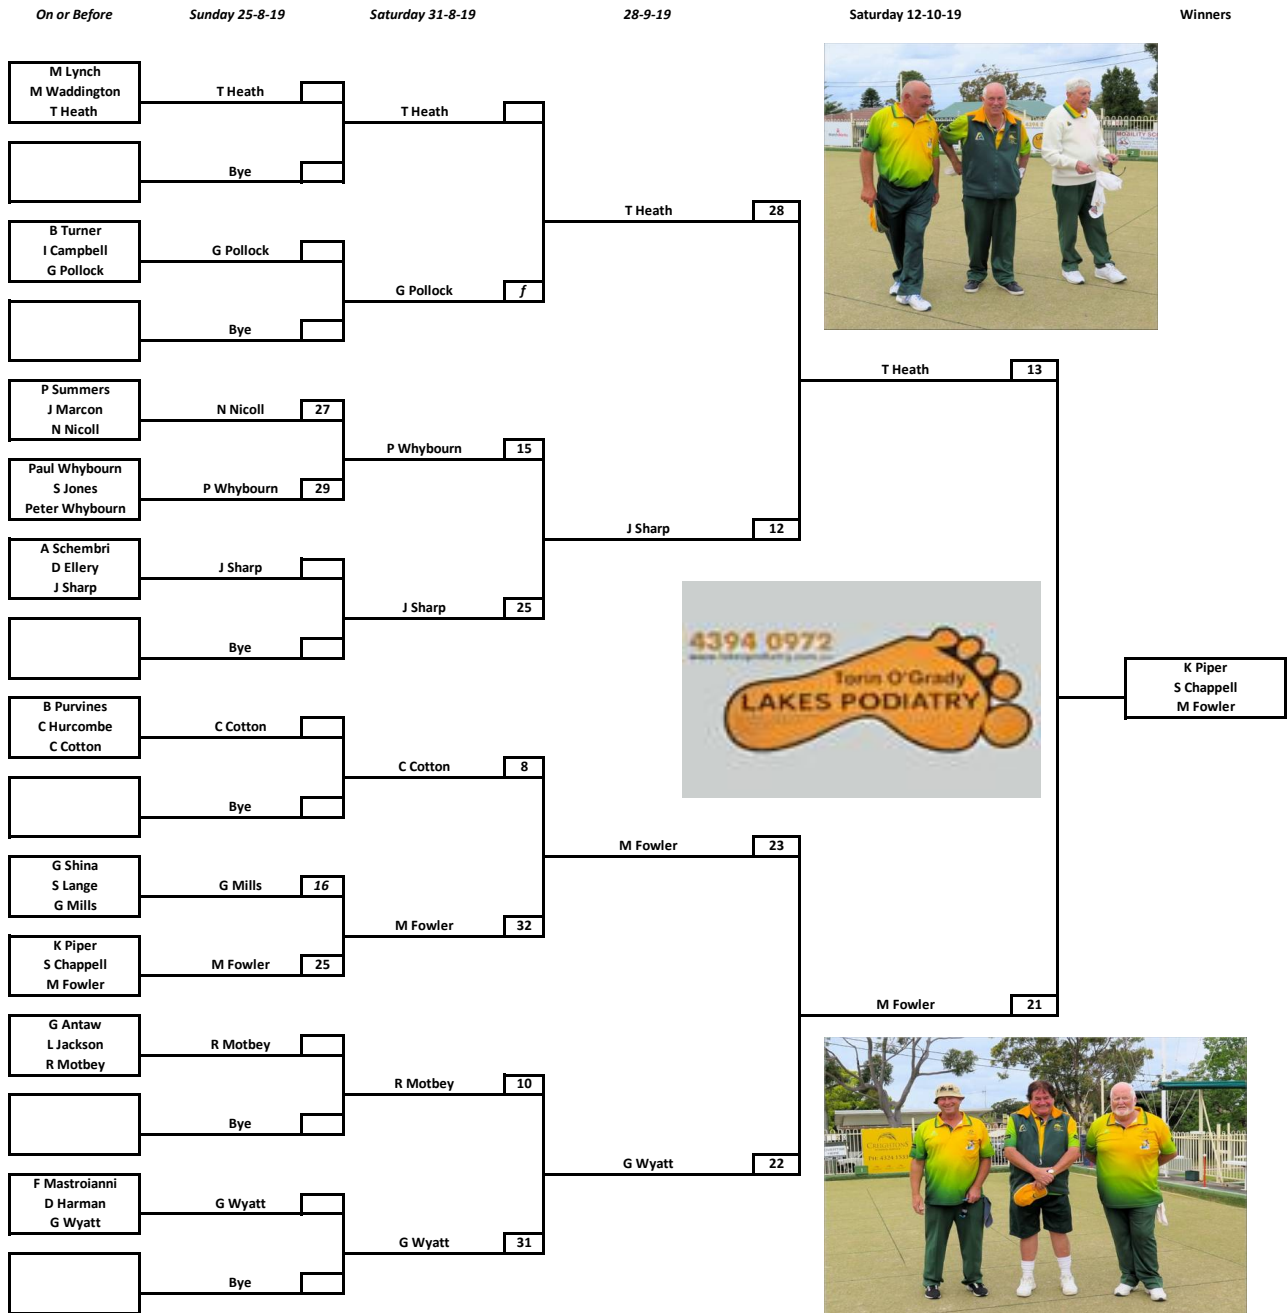 On or Before Sunday 25-8-19 Saturday 31-8-19 28-9-19 Saturday 12-10-19 Winners
M Lynch
M Waddington
T Heath
T Heath
Bye
T Heath
B Turner
I Campbell
G Pollock
G Pollock
Bye
G Pollock f
T Heath 28
P Summers
J Marcon
N Nicoll
N Nicoll 27
Paul Whybourn
S Jones
Peter Whybourn
P Whybourn 29
P Whybourn 15
A Schembri
D Ellery
J Sharp
J Sharp
Bye
J Sharp 25
J Sharp 12
T Heath 13
4394 0972
Torin O'Grady
LAKES PODIATRY
B Purvines
C Hurcombe
C Cotton
C Cotton
Bye
C Cotton 8
G Shina
S Lange
G Mills
G Mills 16
K Piper
S Chappell
M Fowler
M Fowler 25
M Fowler 32
M Fowler 23
G Antaw
L Jackson
R Motbey
R Motbey
Bye
R Motbey 10
F Mastroianni
D Harman
G Wyatt
G Wyatt
Bye
G Wyatt 31
G Wyatt 22
M Fowler 21
K Piper
S Chappell
M Fowler
CREIGHTONS